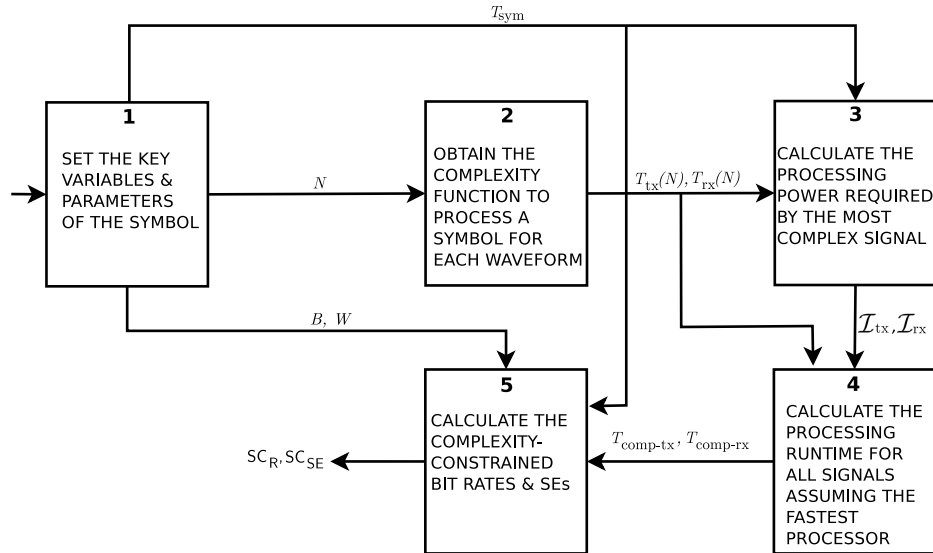 T_sym
1
SET THE KEY
VARIABLES &
PARAMETERS
OF THE SYMBOL
N
2
OBTAIN THE
COMPLEXITY
FUNCTION TO
PROCESS A
SYMBOL FOR
EACH WAVEFORM
T_tx(N), T_rx(N)
3
CALCULATE THE
PROCESSING
POWER REQUIRED
BY THE MOST
COMPLEX SIGNAL
B, W
ℐ_tx, ℐ_rx
4
CALCULATE THE
PROCESSING
RUNTIME FOR
ALL SIGNALS
ASSUMING THE
FASTEST
PROCESSOR
T_comp-tx, T_comp-rx
5
CALCULATE THE
COMPLEXITY-
CONSTRAINED
BIT RATES & SEs
SC_R, SC_SE